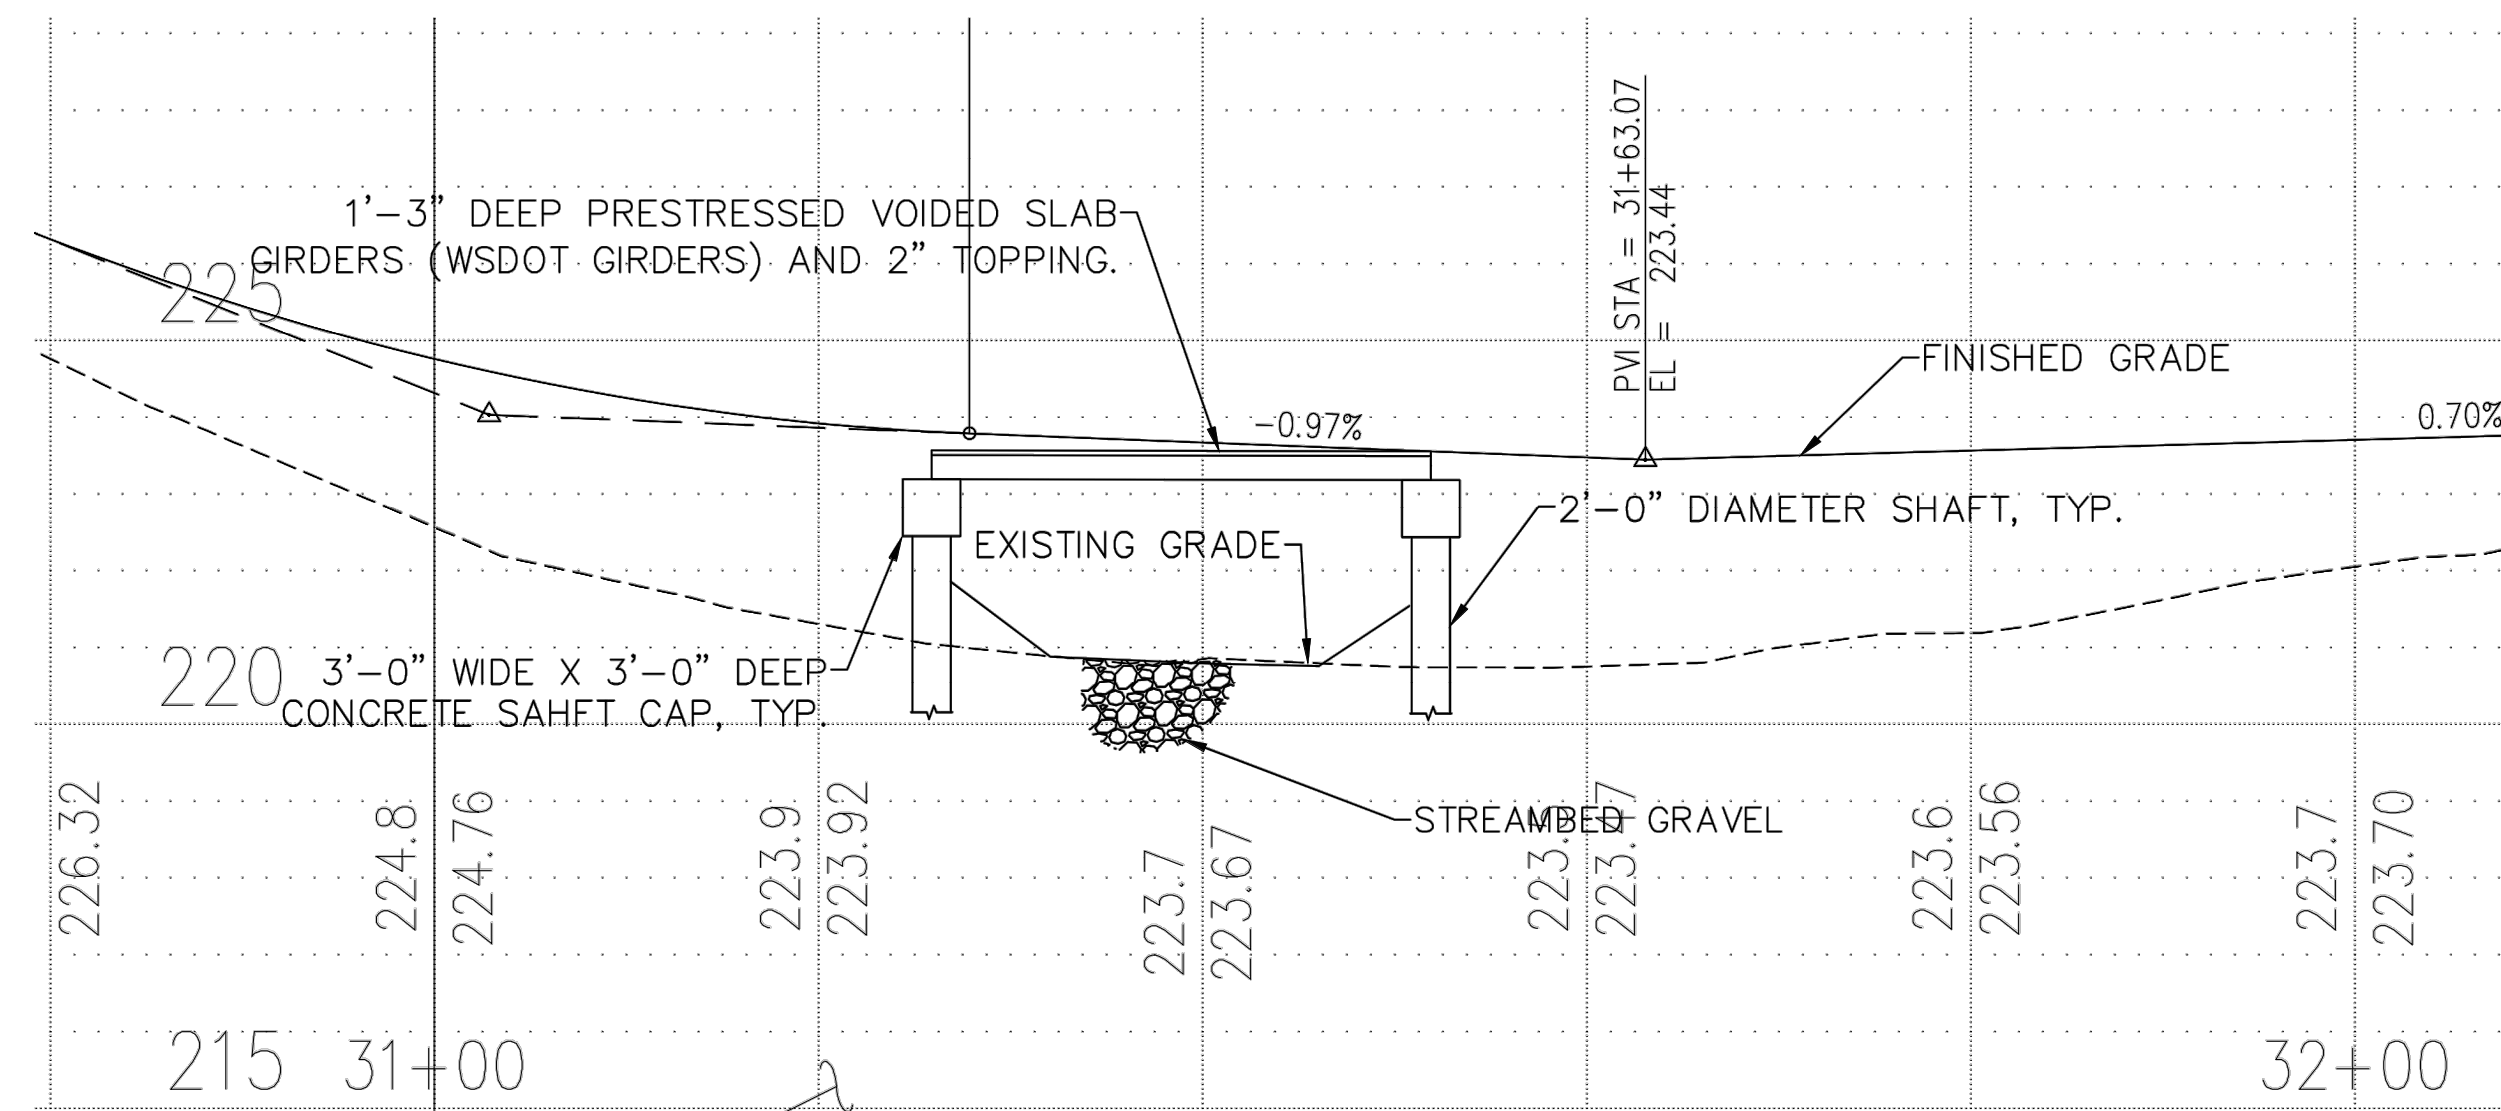 PVI STA = 31+63.07
EL = 223.44
1'-3" DEEP PRESTRESSED VOIDED SLAB
GIRDERS (WSDOT GIRDERS) AND 2" TOPPING.
225
FINISHED GRADE
-0.97%
0.70%
2'-0" DIAMETER SHAFT, TYP.
EXISTING GRADE
220
3'-0" WIDE X 3'-0" DEEP
CONCRETE SAHFT CAP, TYP.
STREAMBED GRAVEL
226.32
224.8
224.76
223.9
223.92
223.7
223.67
223.47
223.6
223.56
223.7
223.70
215
31+00
32+00